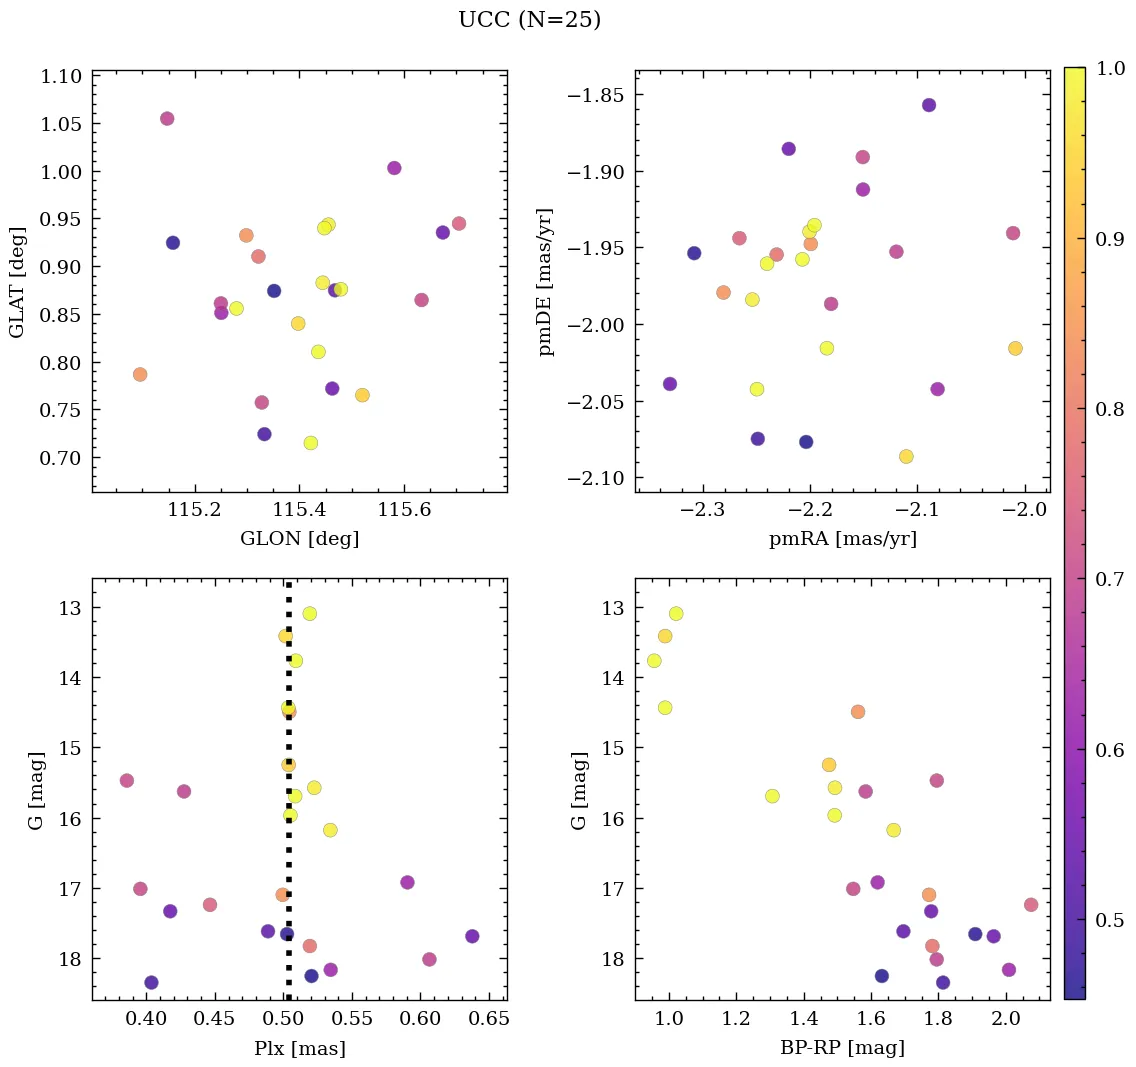 UCC (N=25)
1.10
1.05
1.00
0.95
0.90
0.85
0.80
0.75
0.70
GLAT [deg]
115.2 115.4 115.6
GLON [deg]
−1.85
−1.90
−1.95
−2.00
−2.05
−2.10
pmDE [mas/yr]
−2.3 −2.2 −2.1 −2.0
pmRA [mas/yr]
1.0
0.9
0.8
0.7
0.6
0.5
13
14
15
16
17
18
G [mag]
0.40 0.45 0.50 0.55 0.60 0.65
Plx [mas]
13
14
15
16
17
18
G [mag]
1.0 1.2 1.4 1.6 1.8 2.0
BP-RP [mag]